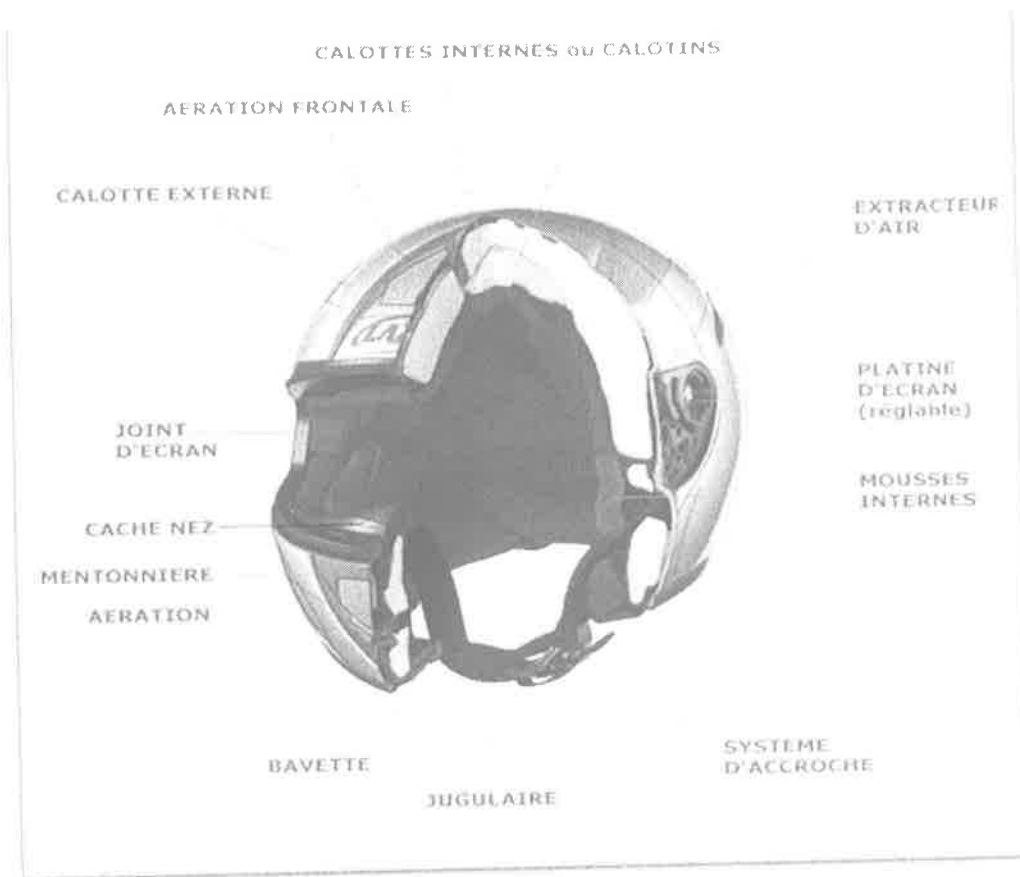 CALOTTES INTERNES ou CALOTINS
AERATION FRONTALE
CALOTTE EXTERNE
EXTRACTEUR
D'AIR
PLATINE
D'ECRAN
(réglable)
JOINT
D'ECRAN
MOUSSES
INTERNES
CACHE NEZ
MENTONNIERE
AERATION
SYSTEME
D'ACCROCHE
BAVETTE
JUGULAIRE